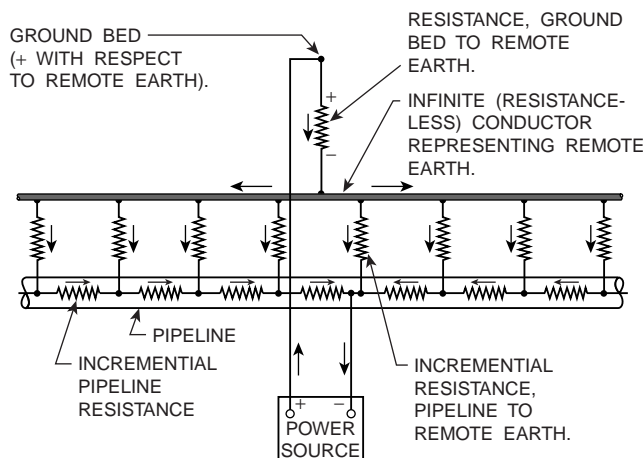 GROUND BED
(+ WITH RESPECT
TO REMOTE EARTH).
RESISTANCE, GROUND
BED TO REMOTE
EARTH.
INFINITE (RESISTANCE-
LESS) CONDUCTOR
REPRESENTING REMOTE
EARTH.
+
−
PIPELINE
INCREMENTIAL
PIPELINE
RESISTANCE
INCREMENTIAL
RESISTANCE,
PIPELINE TO
REMOTE EARTH.
+ −
POWER
SOURCE